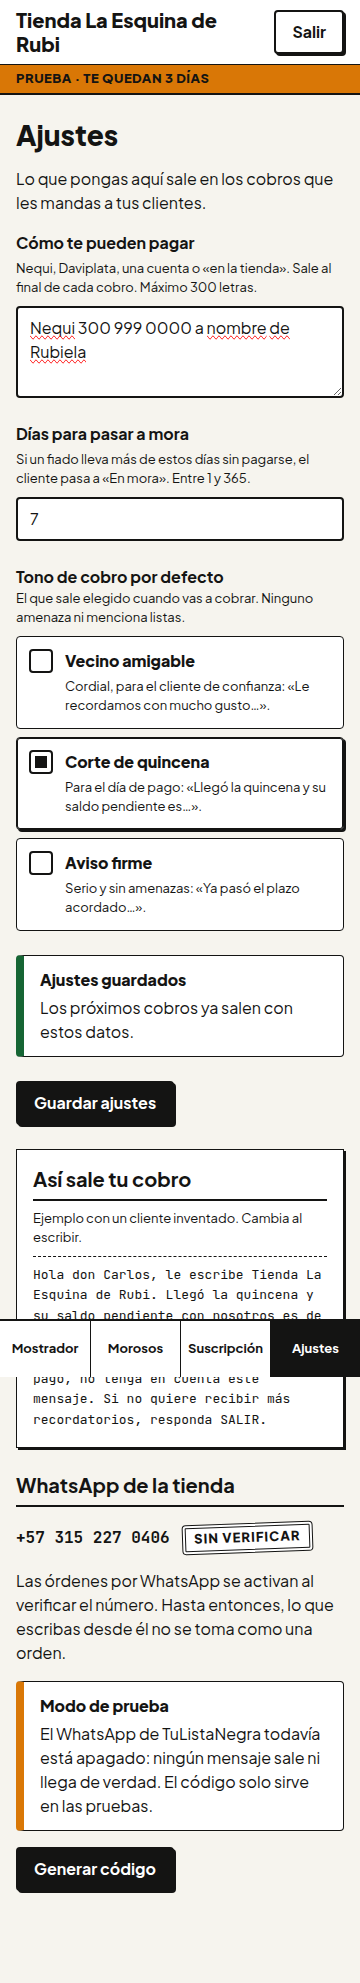 Tienda La Esquina de
Rubi
Salir
PRUEBA · TE QUEDAN 3 DÍAS
Ajustes
Lo que pongas aquí sale en los cobros que
les mandas a tus clientes.
Cómo te pueden pagar
Nequi, Daviplata, una cuenta o «en la tienda». Sale al
final de cada cobro. Máximo 300 letras.
Nequi 300 999 0000 a nombre de
Rubiela
Días para pasar a mora
Si un fiado lleva más de estos días sin pagarse, el
cliente pasa a «En mora». Entre 1 y 365.
7
Tono de cobro por defecto
El que sale elegido cuando vas a cobrar. Ninguno
amenaza ni menciona listas.
Vecino amigable
Cordial, para el cliente de confianza: «Le
recordamos con mucho gusto…».
Corte de quincena
Para el día de pago: «Llegó la quincena y su
saldo pendiente es…».
Aviso firme
Serio y sin amenazas: «Ya pasó el plazo
acordado…».
Ajustes guardados
Los próximos cobros ya salen con
estos datos.
Guardar ajustes
Así sale tu cobro
Ejemplo con un cliente inventado. Cambia al
escribir.
Hola don Carlos, le escribe Tienda La
Esquina de Rubi. Llegó la quincena y
su saldo pendiente con nosotros es de
Mostrador
Morosos
Suscripción
Ajustes
pago, no tenga en cuenta este
mensaje. Si no quiere recibir más
recordatorios, responda SALIR.
WhatsApp de la tienda
+57 315 227 0406
SIN VERIFICAR
Las órdenes por WhatsApp se activan al
verificar el número. Hasta entonces, lo que
escribas desde él no se toma como una
orden.
Modo de prueba
El WhatsApp de TuListaNegra todavía
está apagado: ningún mensaje sale ni
llega de verdad. El código solo sirve
en las pruebas.
Generar código